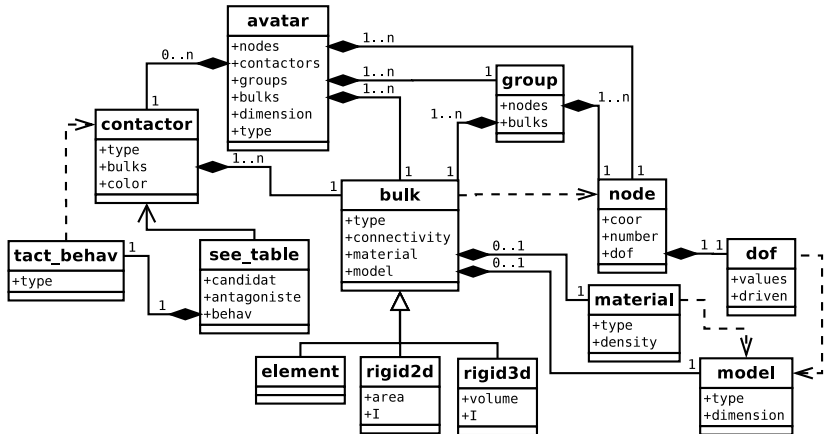 avatar
+nodes
+contactors
+groups
+bulks
+dimension
+type
0..n
1..n
1..n
1..n
1
1
group
+nodes
+bulks
1..n
1..n
1
contactor
+type
+bulks
+color
1..n
1
1
1
bulk
+type
+connectivity
+material
+model
0..1
0..1
1
1
node
+coor
+number
+dof
1
1
dof
+values
+driven
tact_behav
+type
1
1
see_table
+candidat
+antagoniste
+behav
1
material
+type
+density
1
model
+type
+dimension
element
rigid2d
+area
+I
rigid3d
+volume
+I